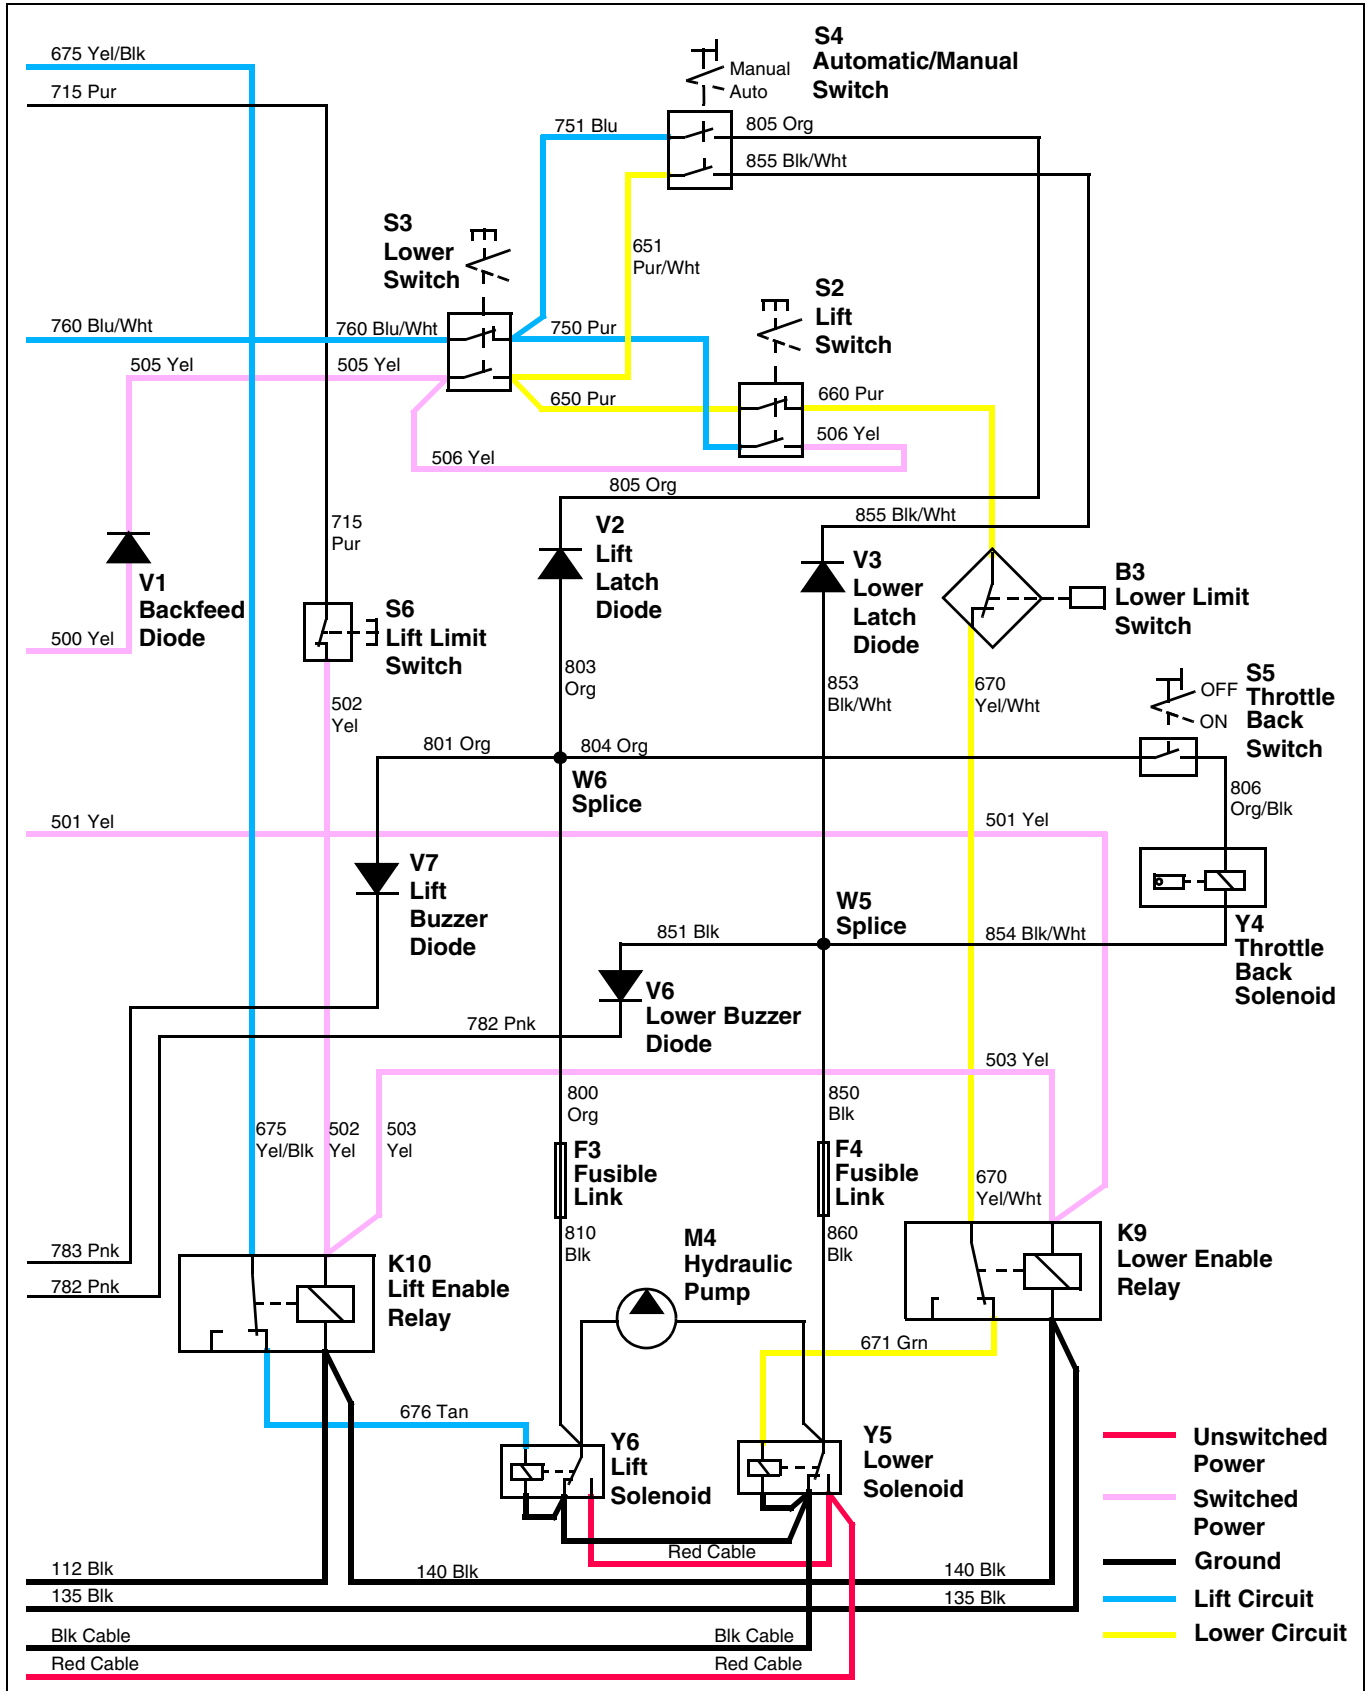 675 Yel/Blk
715 Pur
S4
Automatic/Manual
Switch
Manual
Auto
751 Blu
805 Org
855 Blk/Wht
S3
Lower
Switch
651
Pur/Wht
S2
Lift
Switch
760 Blu/Wht
760 Blu/Wht
750 Pur
505 Yel
505 Yel
650 Pur
660 Pur
506 Yel
506 Yel
805 Org
855 Blk/Wht
715
Pur
V2
Lift
Latch
Diode
V3
Lower
Latch
Diode
B3
Lower Limit
Switch
V1
Backfeed
Diode
500 Yel
S6
Lift Limit
Switch
803
Org
853
Blk/Wht
670
Yel/Wht
S5
Throttle
Back
Switch
OFF
ON
502
Yel
801 Org
804 Org
W6
Splice
806
Org/Blk
501 Yel
501 Yel
V7
Lift
Buzzer
Diode
W5
Splice
851 Blk
854 Blk/Wht
Y4
Throttle
Back
Solenoid
V6
Lower Buzzer
Diode
782 Pnk
503 Yel
800
Org
850
Blk
675
Yel/Blk
502
Yel
503
Yel
F3
Fusible
Link
F4
Fusible
Link
670
Yel/Wht
810
Blk
860
Blk
M4
Hydraulic
Pump
K9
Lower Enable
Relay
783 Pnk
782 Pnk
K10
Lift Enable
Relay
671 Grn
676 Tan
Y6
Lift
Solenoid
Y5
Lower
Solenoid
Unswitched
Power
Switched
Power
Ground
Lift Circuit
Lower Circuit
Red Cable
112 Blk
140 Blk
140 Blk
135 Blk
135 Blk
Blk Cable
Blk Cable
Red Cable
Red Cable